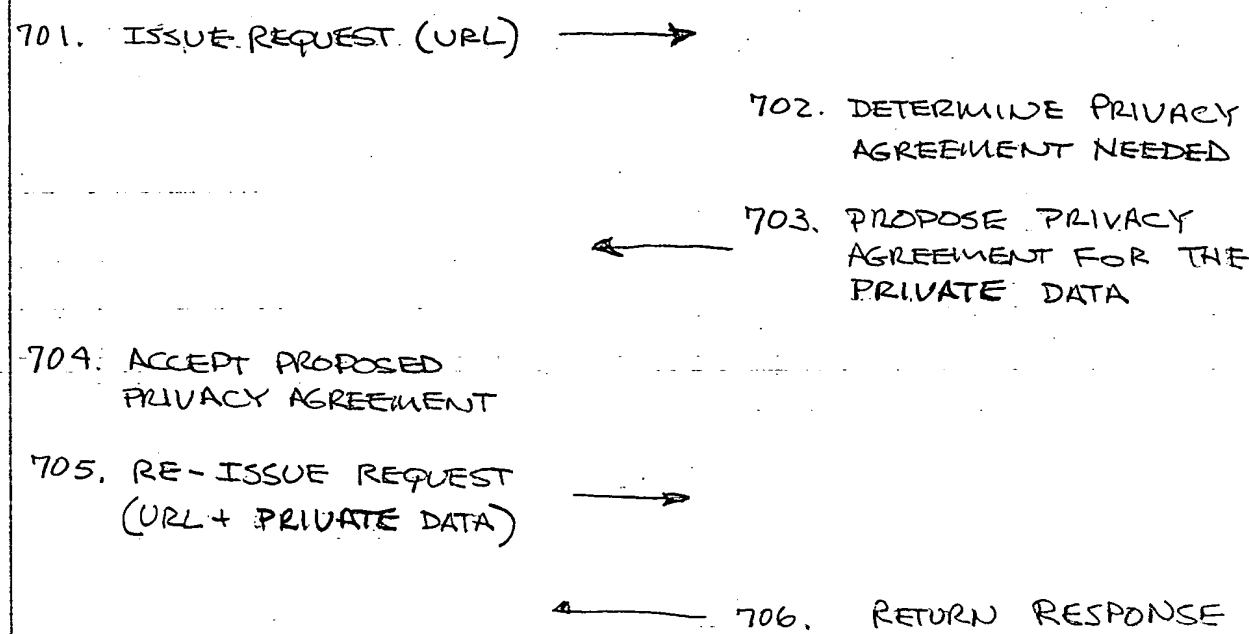 701. ISSUE REQUEST (URL)
702. DETERMINE PRIVACY
AGREEMENT NEEDED
703. PROPOSE PRIVACY
AGREEMENT FOR THE
PRIVATE DATA
704. ACCEPT PROPOSED
PRIVACY AGREEMENT
705. RE-ISSUE REQUEST
(URL + PRIVATE DATA)
706. RETURN RESPONSE